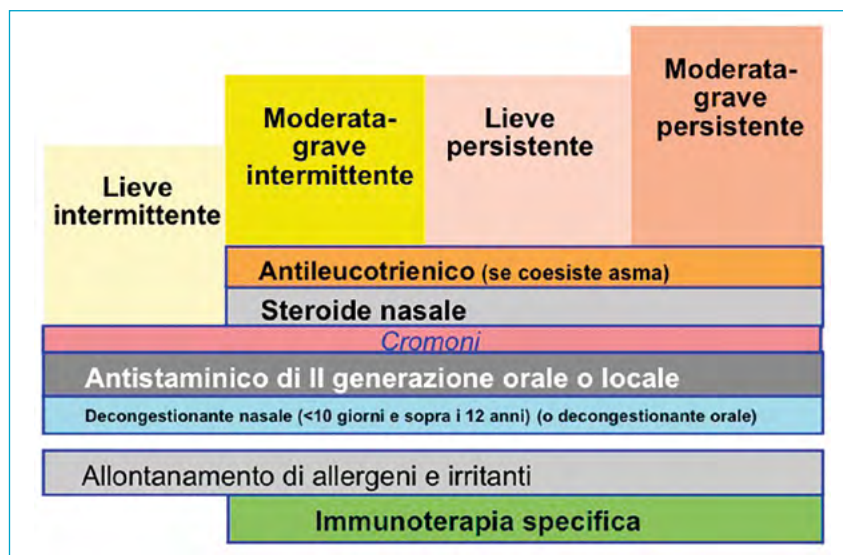 Lieve
intermittente
Moderata-
grave
intermittente
Lieve
persistente
Moderata-
grave
persistente
Antileucotrienico (se coesiste asma)
Steroide nasale
Cromoni
Antistaminico di II generazione orale o locale
Decongestionante nasale (<10 giorni e sopra i 12 anni) (o decongestionante orale)
Allontanamento di allergeni e irritanti
Immunoterapia specifica